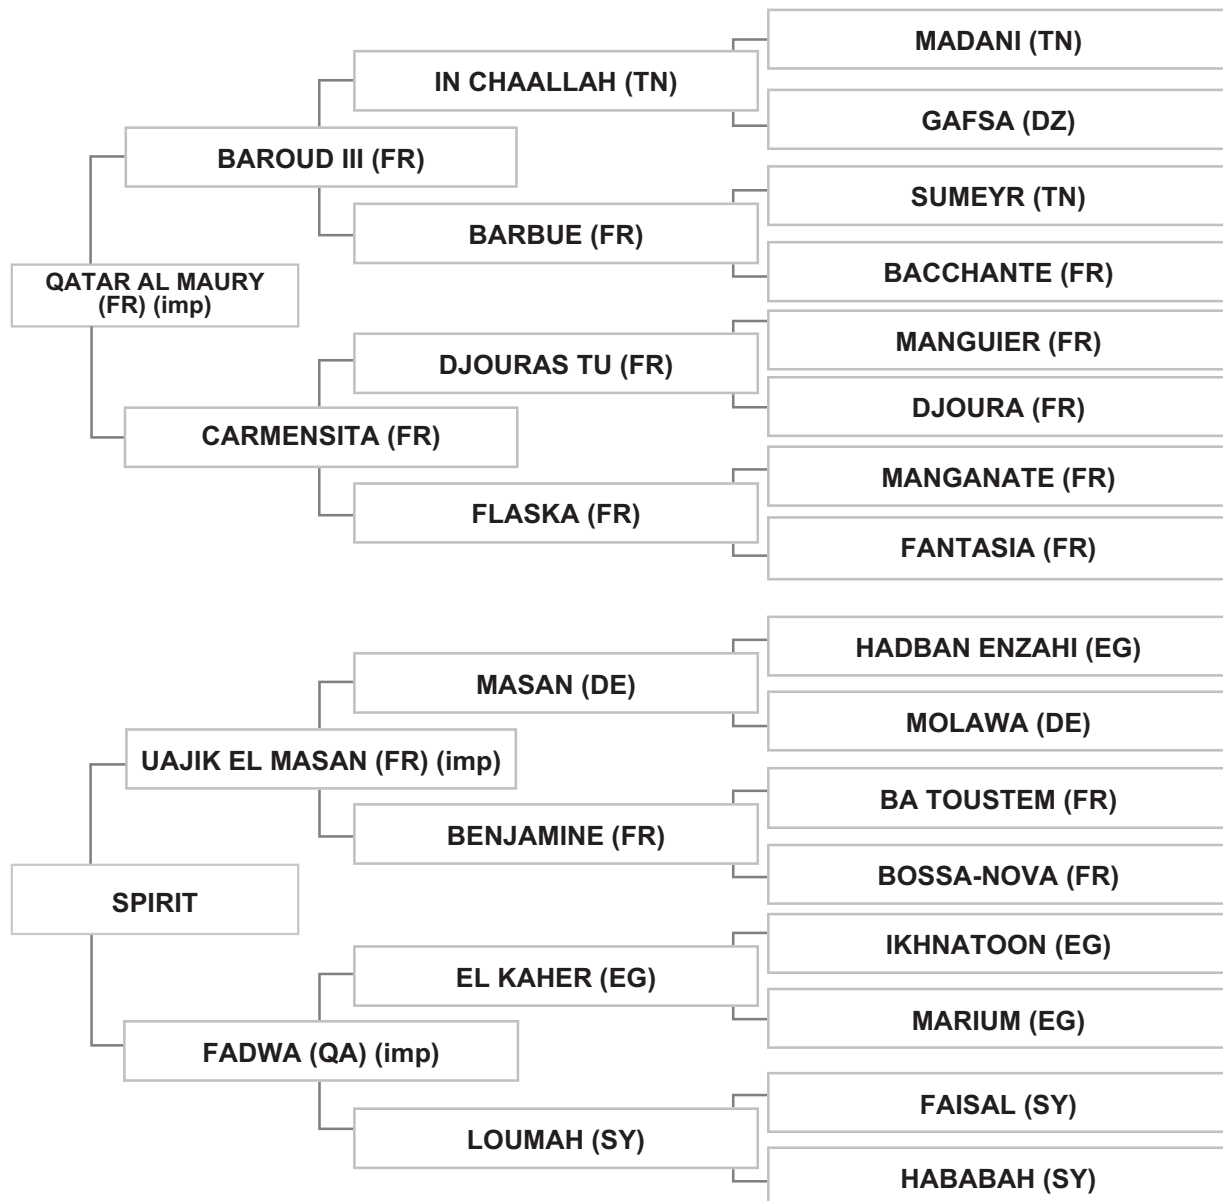 MADANI (TN)
IN CHAALLAH (TN)
GAFSA (DZ)
BAROUD III (FR)
SUMEYR (TN)
BARBUE (FR)
BACCHANTE (FR)
QATAR AL MAURY
(FR) (imp)
MANGUIER (FR)
DJOURAS TU (FR)
DJOURA (FR)
CARMENSITA (FR)
MANGANATE (FR)
FLASKA (FR)
FANTASIA (FR)
HADBAN ENZAHI (EG)
MASAN (DE)
MOLAWA (DE)
UAJIK EL MASAN (FR) (imp)
BA TOUSTEM (FR)
BENJAMINE (FR)
BOSSA-NOVA (FR)
SPIRIT
IKHNATOON (EG)
EL KAHER (EG)
MARIUM (EG)
FADWA (QA) (imp)
FAISAL (SY)
LOUMAH (SY)
HABABAH (SY)